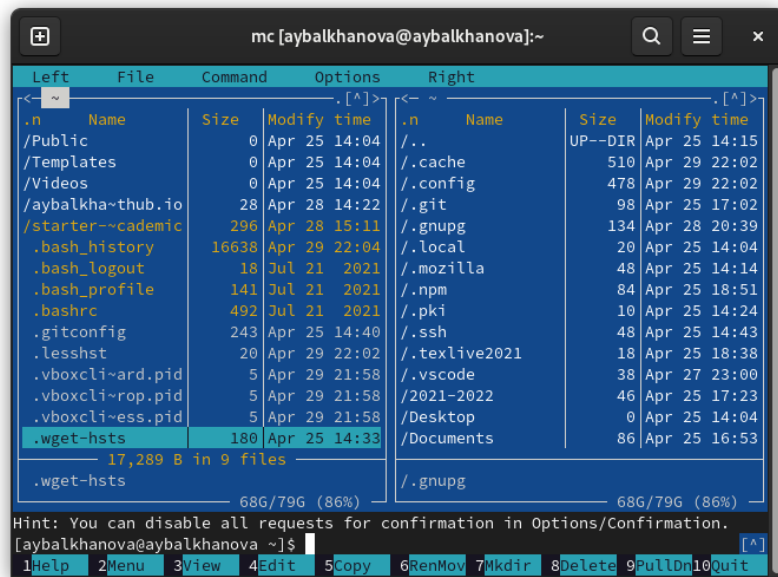 mc [aybalkhanova@aybalkhanova]:~
Left File Command Options Right
<─ ~ ─.[^]>
<─ ~ ─.[^]>
.n Name Size Modify time .n Name Size Modify time
/Public 0 Apr 25 14:04 /.. UP--DIR Apr 25 14:15
/Templates 0 Apr 25 14:04 /.cache 510 Apr 29 22:02
/Videos 0 Apr 25 14:04 /.config 478 Apr 29 22:02
/aybalkha~thub.io 28 Apr 28 14:22 /.git 98 Apr 25 17:02
/starter-~cademic 296 Apr 28 15:11 /.gnupg 134 Apr 28 20:39
.bash_history 16638 Apr 29 22:04 /.local 20 Apr 25 14:04
.bash_logout 18 Jul 21 2021 /.mozilla 48 Apr 25 14:14
.bash_profile 141 Jul 21 2021 /.npm 84 Apr 25 18:51
.bashrc 492 Jul 21 2021 /.pki 10 Apr 25 14:24
.gitconfig 243 Apr 25 14:40 /.ssh 48 Apr 25 14:43
.lesshst 20 Apr 29 22:02 /.texlive2021 18 Apr 25 18:38
.vboxcli~ard.pid 5 Apr 29 21:58 /.vscode 38 Apr 27 23:00
.vboxcli~rop.pid 5 Apr 29 21:58 /2021-2022 46 Apr 25 17:23
.vboxcli~ess.pid 5 Apr 29 21:58 /Desktop 0 Apr 25 14:04
.wget-hsts 180 Apr 25 14:33 /Documents 86 Apr 25 16:53
17,289 B in 9 files
.wget-hsts /.gnupg
68G/79G (86%) 68G/79G (86%)
Hint: You can disable all requests for confirmation in Options/Confirmation.
[aybalkhanova@aybalkhanova ~]$ [^]
1Help 2Menu 3View 4Edit 5Copy 6RenMov 7Mkdir 8Delete 9PullDn 10Quit